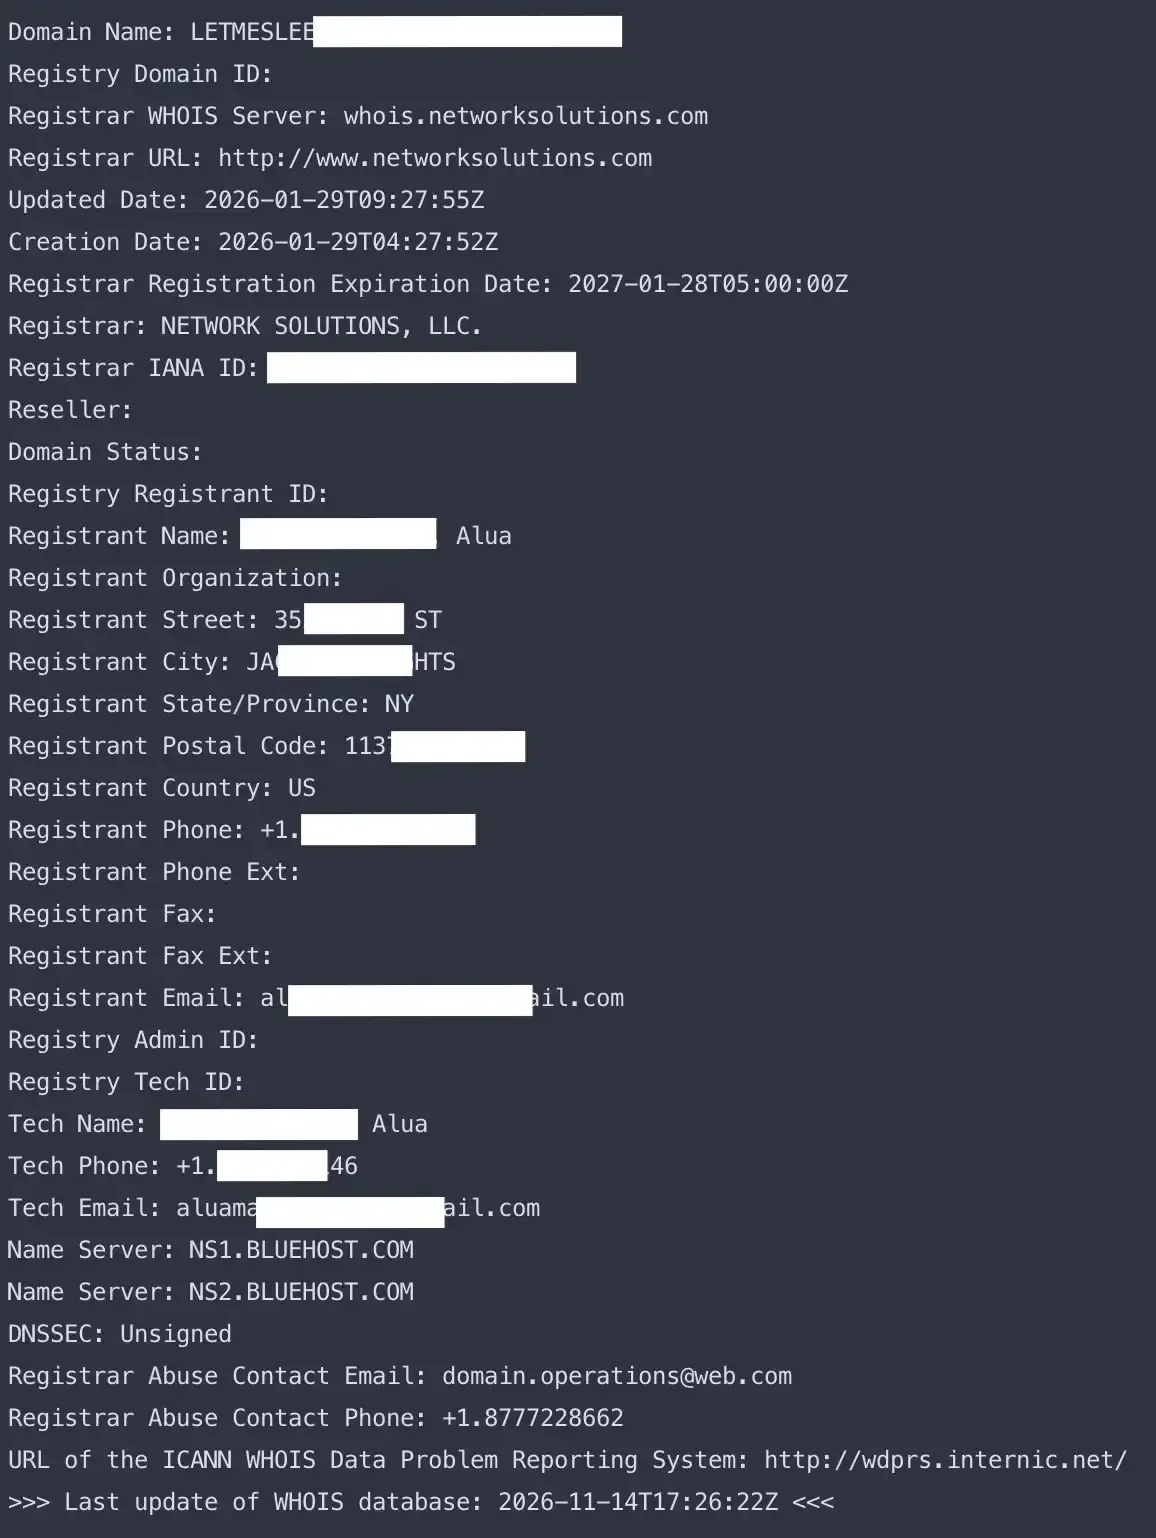 Domain Name: LETMESLEE
Registry Domain ID:
Registrar WHOIS Server: whois.networksolutions.com
Registrar URL: http://www.networksolutions.com
Updated Date: 2026-01-29T09:27:55Z
Creation Date: 2026-01-29T04:27:52Z
Registrar Registration Expiration Date: 2027-01-28T05:00:00Z
Registrar: NETWORK SOLUTIONS, LLC.
Registrar IANA ID:
Reseller:
Domain Status:
Registry Registrant ID:
Registrant Name: Alua
Registrant Organization:
Registrant Street: 35 ST
Registrant City: JA HTS
Registrant State/Province: NY
Registrant Postal Code: 113
Registrant Country: US
Registrant Phone: +1.
Registrant Phone Ext:
Registrant Fax:
Registrant Fax Ext:
Registrant Email: al ail.com
Registry Admin ID:
Registry Tech ID:
Tech Name: Alua
Tech Phone: +1. 46
Tech Email: aluama ail.com
Name Server: NS1.BLUEHOST.COM
Name Server: NS2.BLUEHOST.COM
DNSSEC: Unsigned
Registrar Abuse Contact Email: domain.operations@web.com
Registrar Abuse Contact Phone: +1.8777228662
URL of the ICANN WHOIS Data Problem Reporting System: http://wdprs.internic.net/
>>> Last update of WHOIS database: 2026-11-14T17:26:22Z <<<